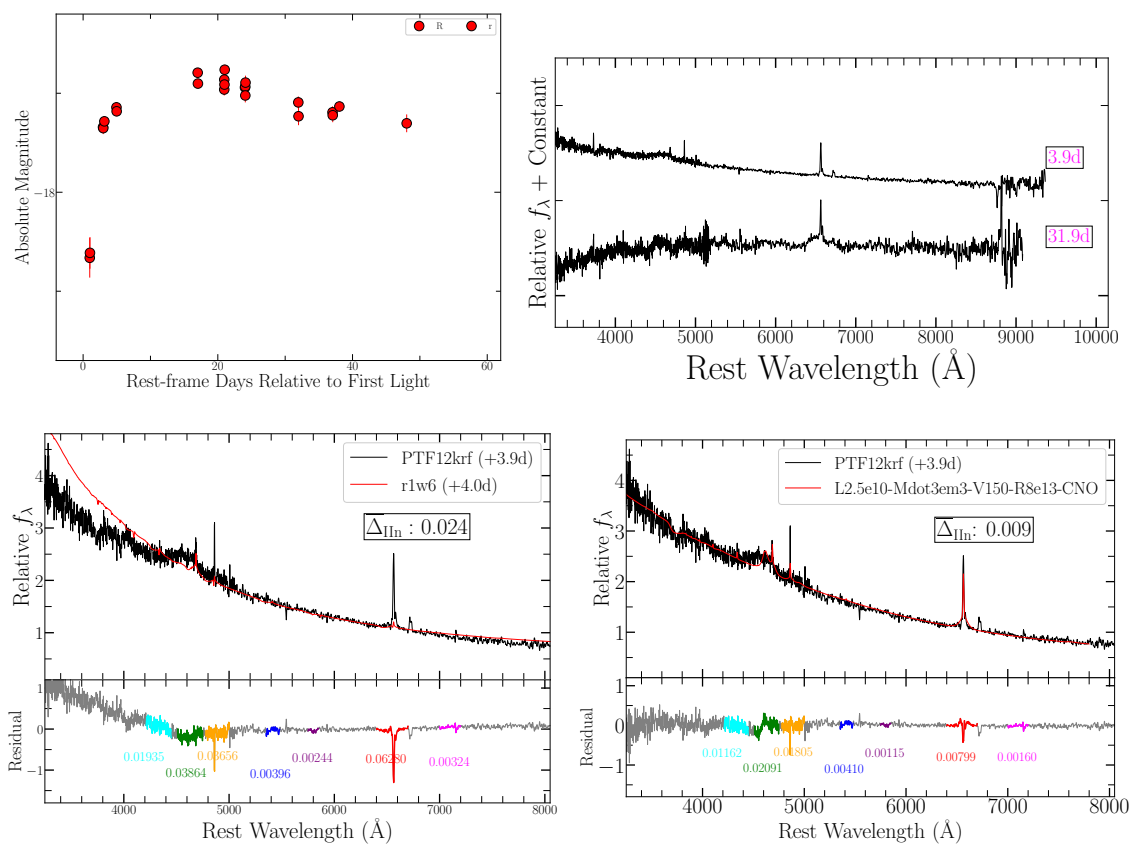 R r
Absolute Magnitude
−18
0 20 40 60
Rest-frame Days Relative to First Light
Relative fλ + Constant
3.9d
31.9d
4000 5000 6000 7000 8000 9000 10000
Rest Wavelength (Å)
PTF12krf (+3.9d)
r1w6 (+4.0d)
Δ̅IIn : 0.024
Relative fλ
4
3
2
1
Residual
1
0
−1
0.01935
0.03864
0.03656
0.00396
0.00244
0.06280
0.00324
4000 5000 6000 7000 8000
Rest Wavelength (Å)
PTF12krf (+3.9d)
L2.5e10-Mdot3em3-V150-R8e13-CNO
Δ̅IIn: 0.009
Relative fλ
4
3
2
1
Residual
1
0
−1
0.01162
0.02091
0.01805
0.00410
0.00115
0.00799
0.00160
4000 5000 6000 7000 8000
Rest Wavelength (Å)